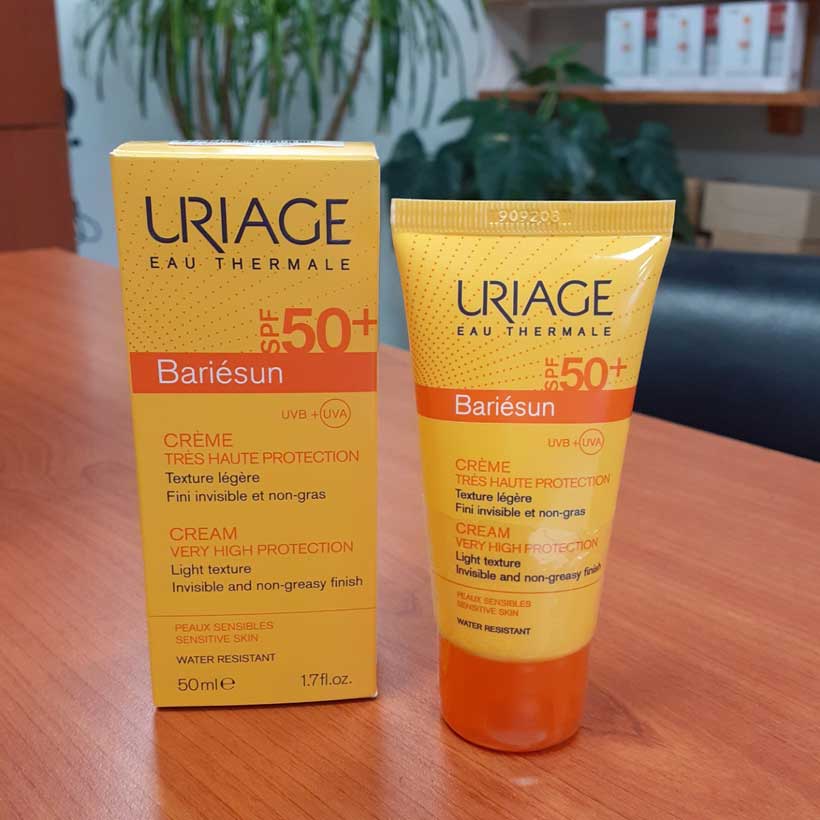 URIAGE
EAU THERMALE
SPF 50+
Bariésun
UVB + UVA
CRÈME
TRÈS HAUTE PROTECTION
Texture légère
Fini invisible et non-gras
CREAM
VERY HIGH PROTECTION
Light texture
Invisible and non-greasy finish
PEAUX SENSIBLES
SENSITIVE SKIN
WATER RESISTANT
50ml℮ 1.7fl.oz.
909208
URIAGE
EAU THERMALE
SPF 50+
Bariésun
UVB + UVA
CRÈME
TRÈS HAUTE PROTECTION
Texture légère
Fini invisible et non-gras
CREAM
VERY HIGH PROTECTION
Light texture
Invisible and non-greasy finish
PEAUX SENSIBLES
SENSITIVE SKIN
WATER RESISTANT